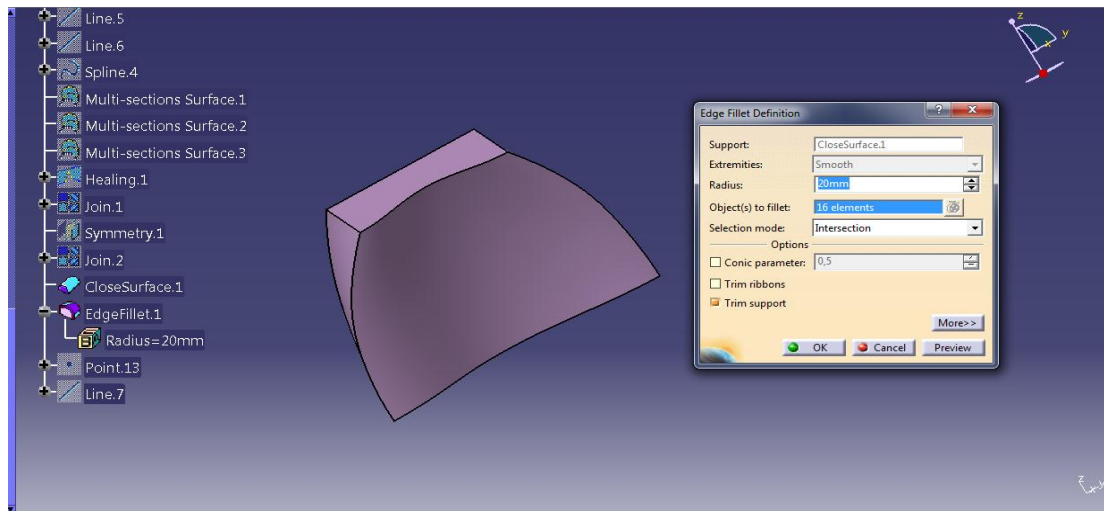 Line.5
Line.6
Spline.4
Multi-sections Surface.1
Multi-sections Surface.2
Multi-sections Surface.3
Healing.1
Join.1
Symmetry.1
Join.2
CloseSurface.1
EdgeFillet.1
Radius=20mm
Point.13
Line.7
z
y
x
Edge Fillet Definition
Support: CloseSurface.1
Extremities: Smooth
Radius: 20mm
Object(s) to fillet: 16 elements
Selection mode: Intersection
Options
Conic parameter: 0,5
Trim ribbons
Trim support
More>>
OK Cancel Preview
z
x y